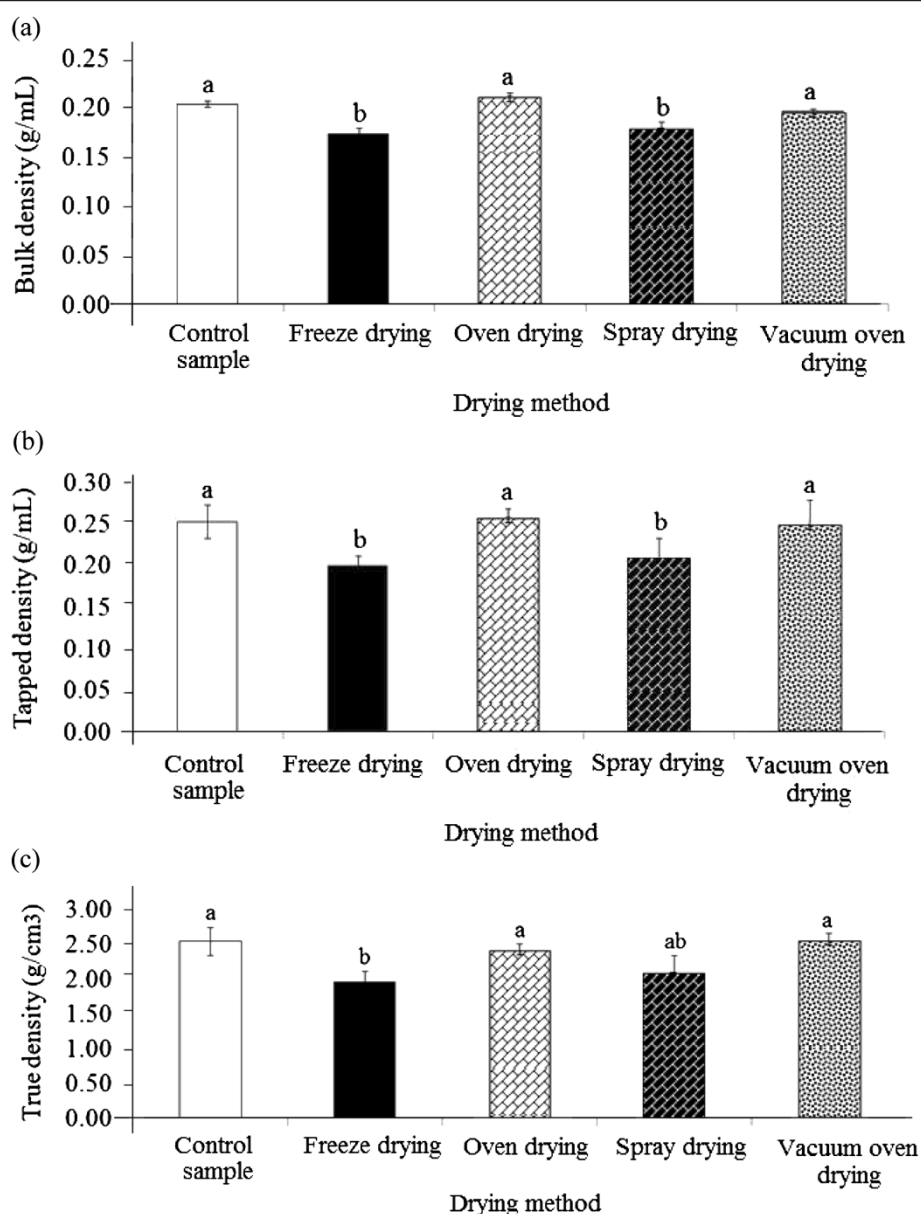 (a)
Bulk density (g/mL)
0.25
0.20
0.15
0.10
0.05
0.00
a
b
a
b
a
Control
sample
Freeze drying
Oven drying
Spray drying
Vacuum oven
drying
Drying method
(b)
Tapped density (g/mL)
0.30
0.25
0.20
0.15
0.10
0.05
0.00
a
b
a
b
a
Control
sample
Freeze drying
Oven drying
Spray drying
Vacuum oven
drying
Drying method
(c)
True density (g/cm3)
3.00
2.50
2.00
1.50
1.00
0.50
0.00
a
b
a
ab
a
Control
sample
Freeze drying
Oven drying
Spray drying
Vacuum oven
drying
Drying method